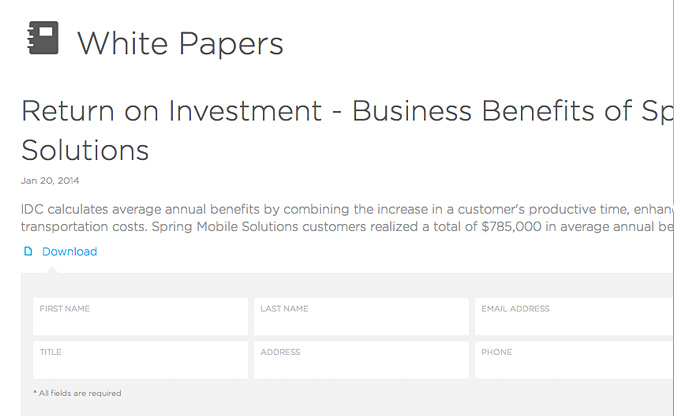 White Papers
Return on Investment - Business Benefits of Sp
Solutions
Jan 20, 2014
IDC calculates average annual benefits by combining the increase in a customer's productive time, enhan
transportation costs. Spring Mobile Solutions customers realized a total of $785,000 in average annual be
Download
FIRST NAME LAST NAME EMAIL ADDRESS
TITLE ADDRESS PHONE
* All fields are required